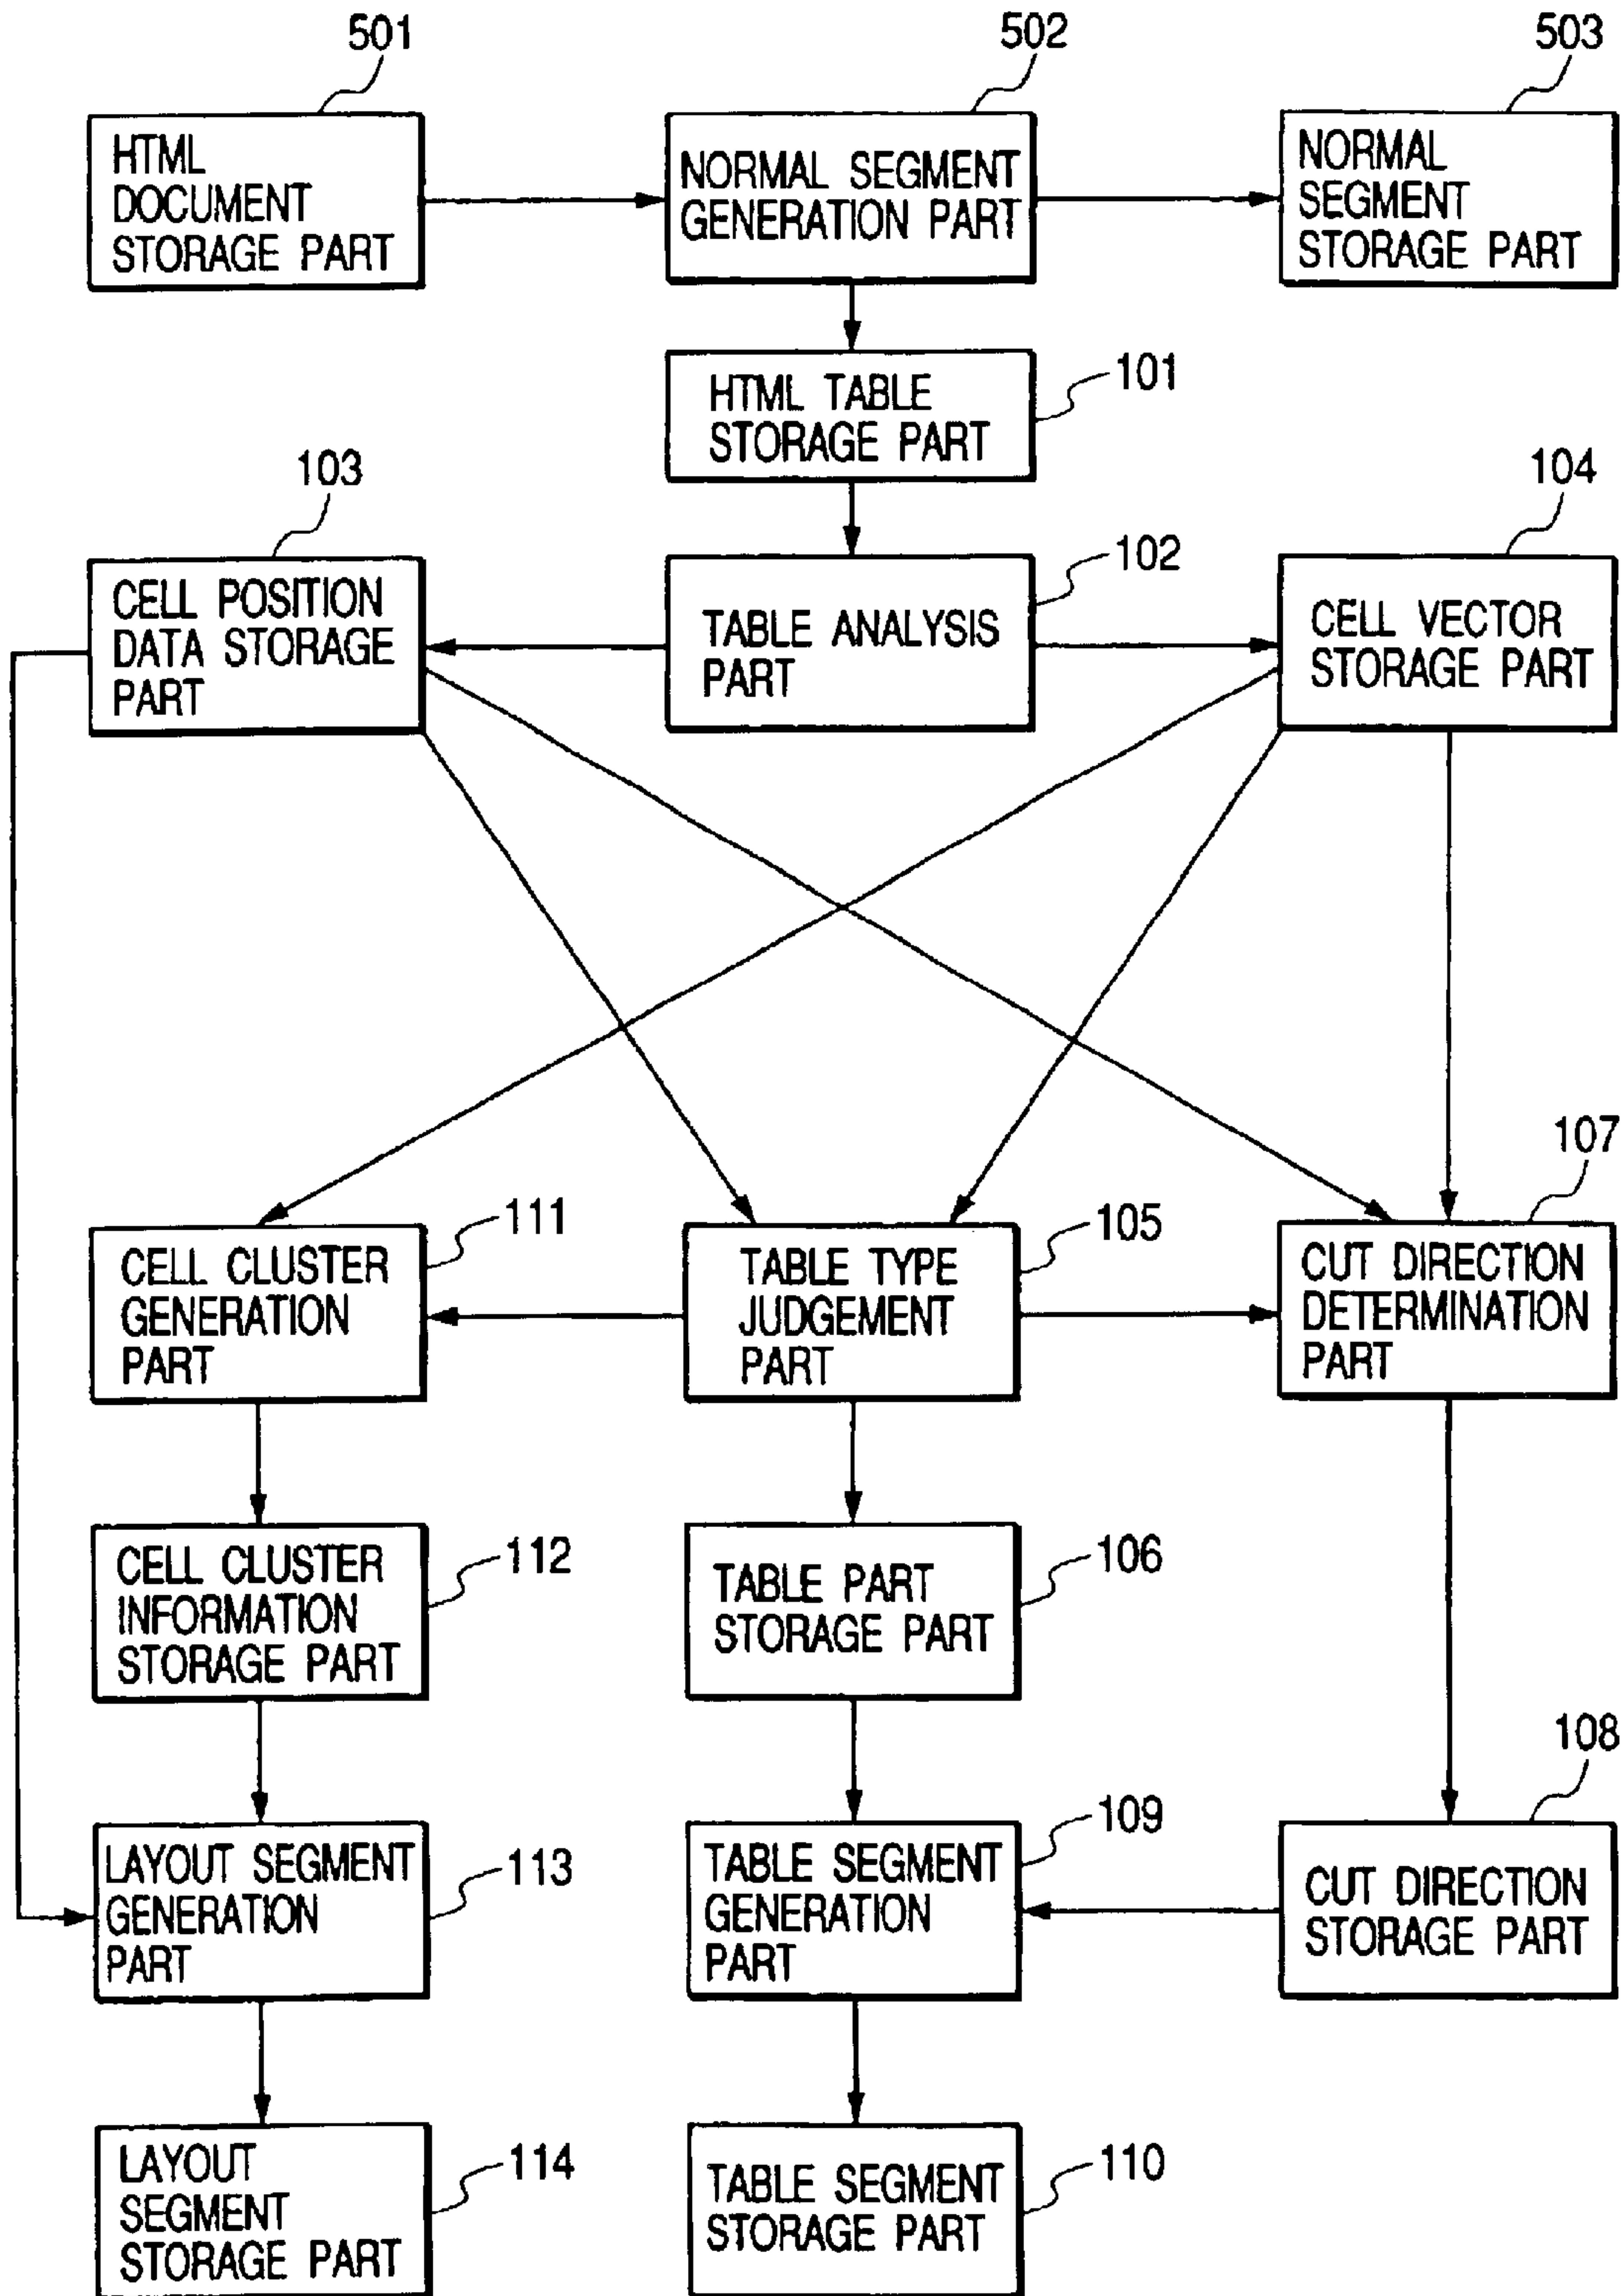 501
502
503
HTML
DOCUMENT
STORAGE PART
NORMAL SEGMENT
GENERATION PART
NORMAL
SEGMENT
STORAGE PART
HTML TABLE
STORAGE PART
101
103
CELL POSITION
DATA STORAGE
PART
TABLE ANALYSIS
PART
102
104
CELL VECTOR
STORAGE PART
CELL CLUSTER
GENERATION
PART
111
TABLE TYPE
JUDGEMENT
PART
105
107
CUT DIRECTION
DETERMINATION
PART
CELL CLUSTER
INFORMATION
STORAGE PART
112
TABLE PART
STORAGE PART
106
LAYOUT SEGMENT
GENERATION
PART
113
TABLE SEGMENT
GENERATION
PART
109
108
CUT DIRECTION
STORAGE PART
LAYOUT
SEGMENT
STORAGE PART
114
TABLE SEGMENT
STORAGE PART
110